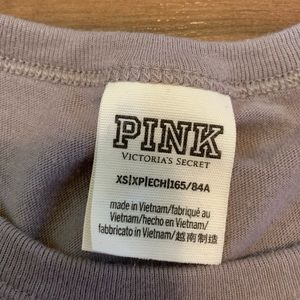 PINK
VICTORIA'S SECRET
XS|XP|ECH|165/84A
made in Vietnam/fabriqué au
Vietnam/hecho en Vietnam/
fabbricato in Vietnam/越南制造